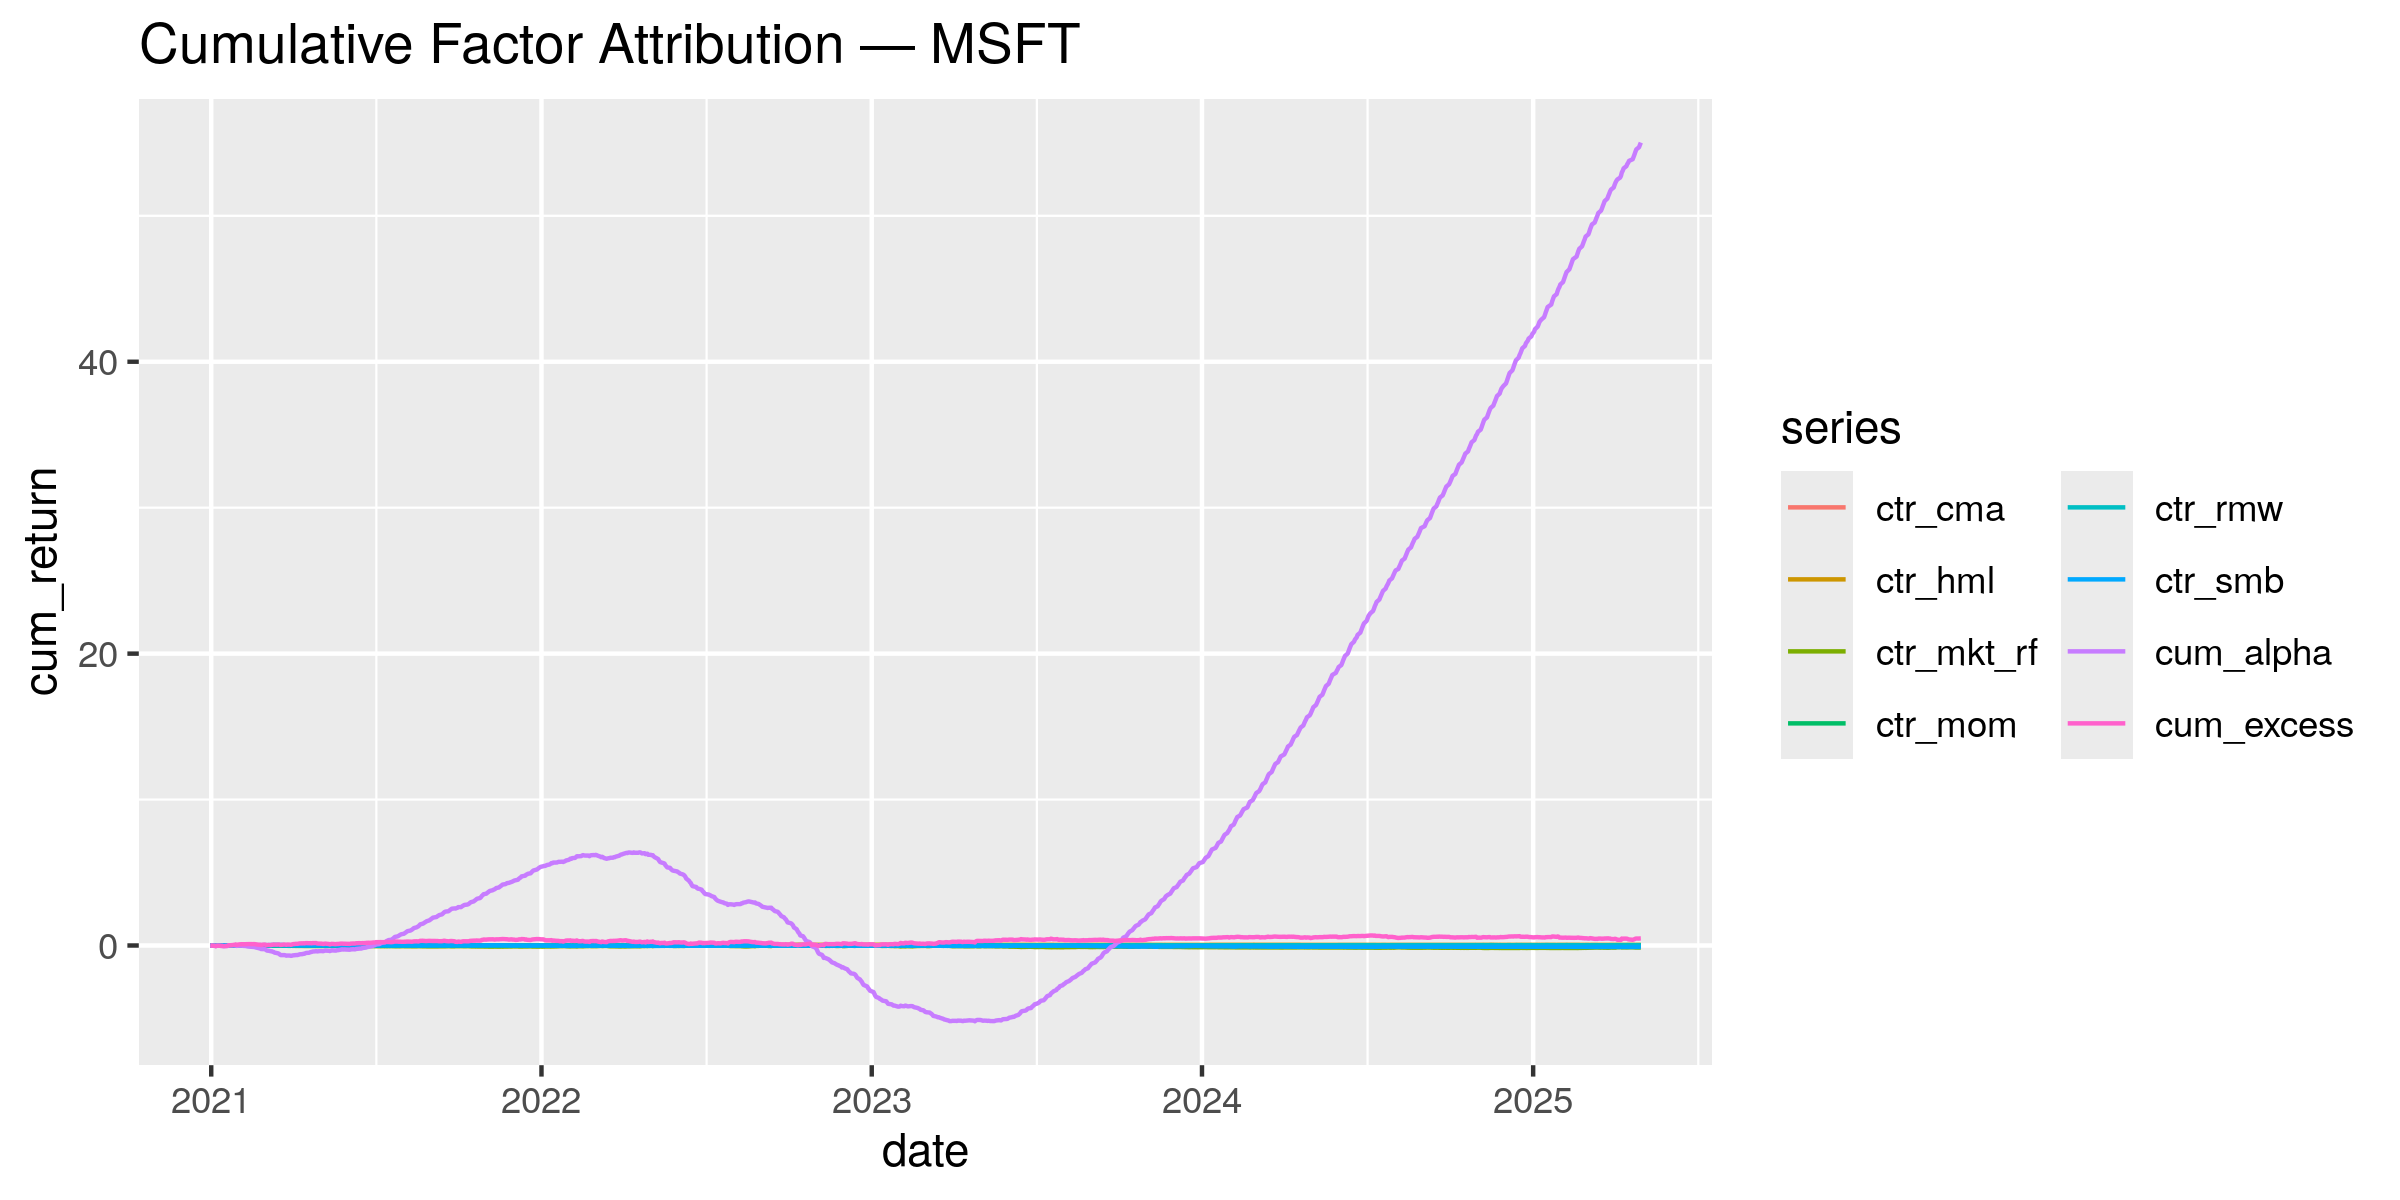 Cumulative Factor Attribution — MSFT
cum_return
40
20
0
2021
2022
2023
2024
2025
date
series
ctr_cma
ctr_hml
ctr_mkt_rf
ctr_mom
ctr_rmw
ctr_smb
cum_alpha
cum_excess